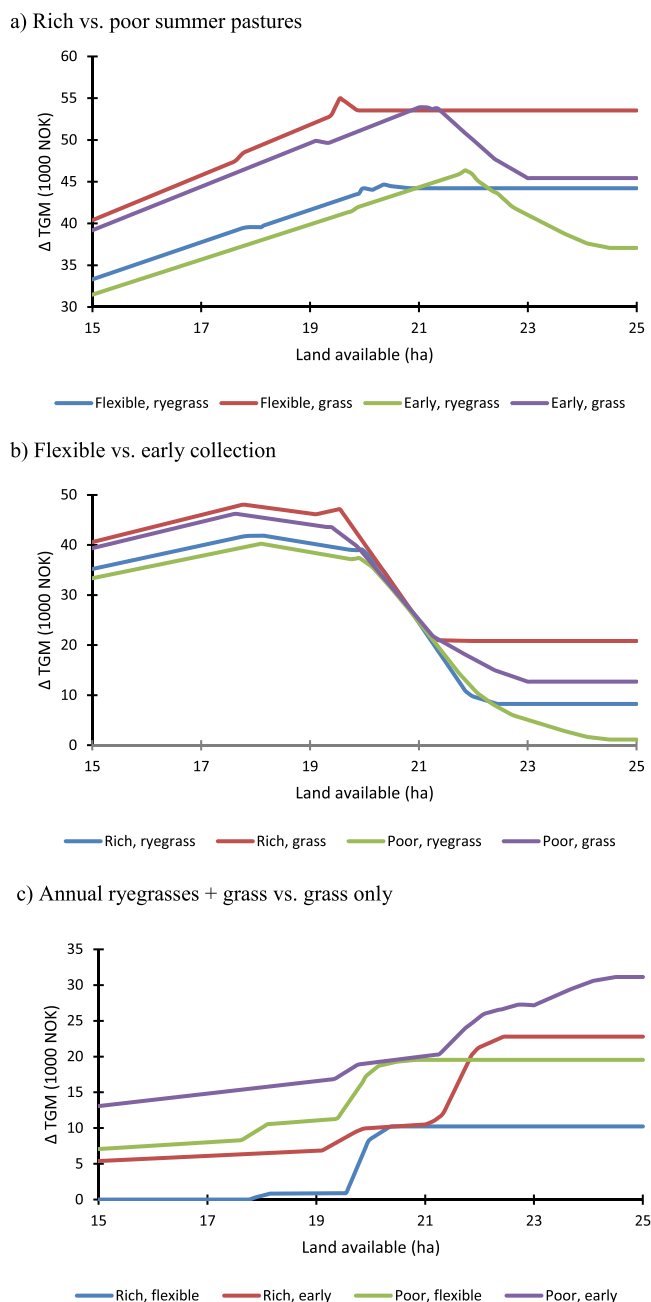 a) Rich vs. poor summer pastures
60
55
50
45
40
35
30
Δ TGM (1000 NOK)
15 17 19 21 23 25
Land available (ha)
Flexible, ryegrass Flexible, grass Early, ryegrass Early, grass
b) Flexible vs. early collection
50
40
30
20
10
0
Δ TGM (1000 NOK)
15 17 19 21 23 25
Land available (ha)
Rich, ryegrass Rich, grass Poor, ryegrass Poor, grass
c) Annual ryegrasses + grass vs. grass only
35
30
25
20
15
10
5
0
Δ TGM (1000 NOK)
15 17 19 21 23 25
Land available (ha)
Rich, flexible Rich, early Poor, flexible Poor, early